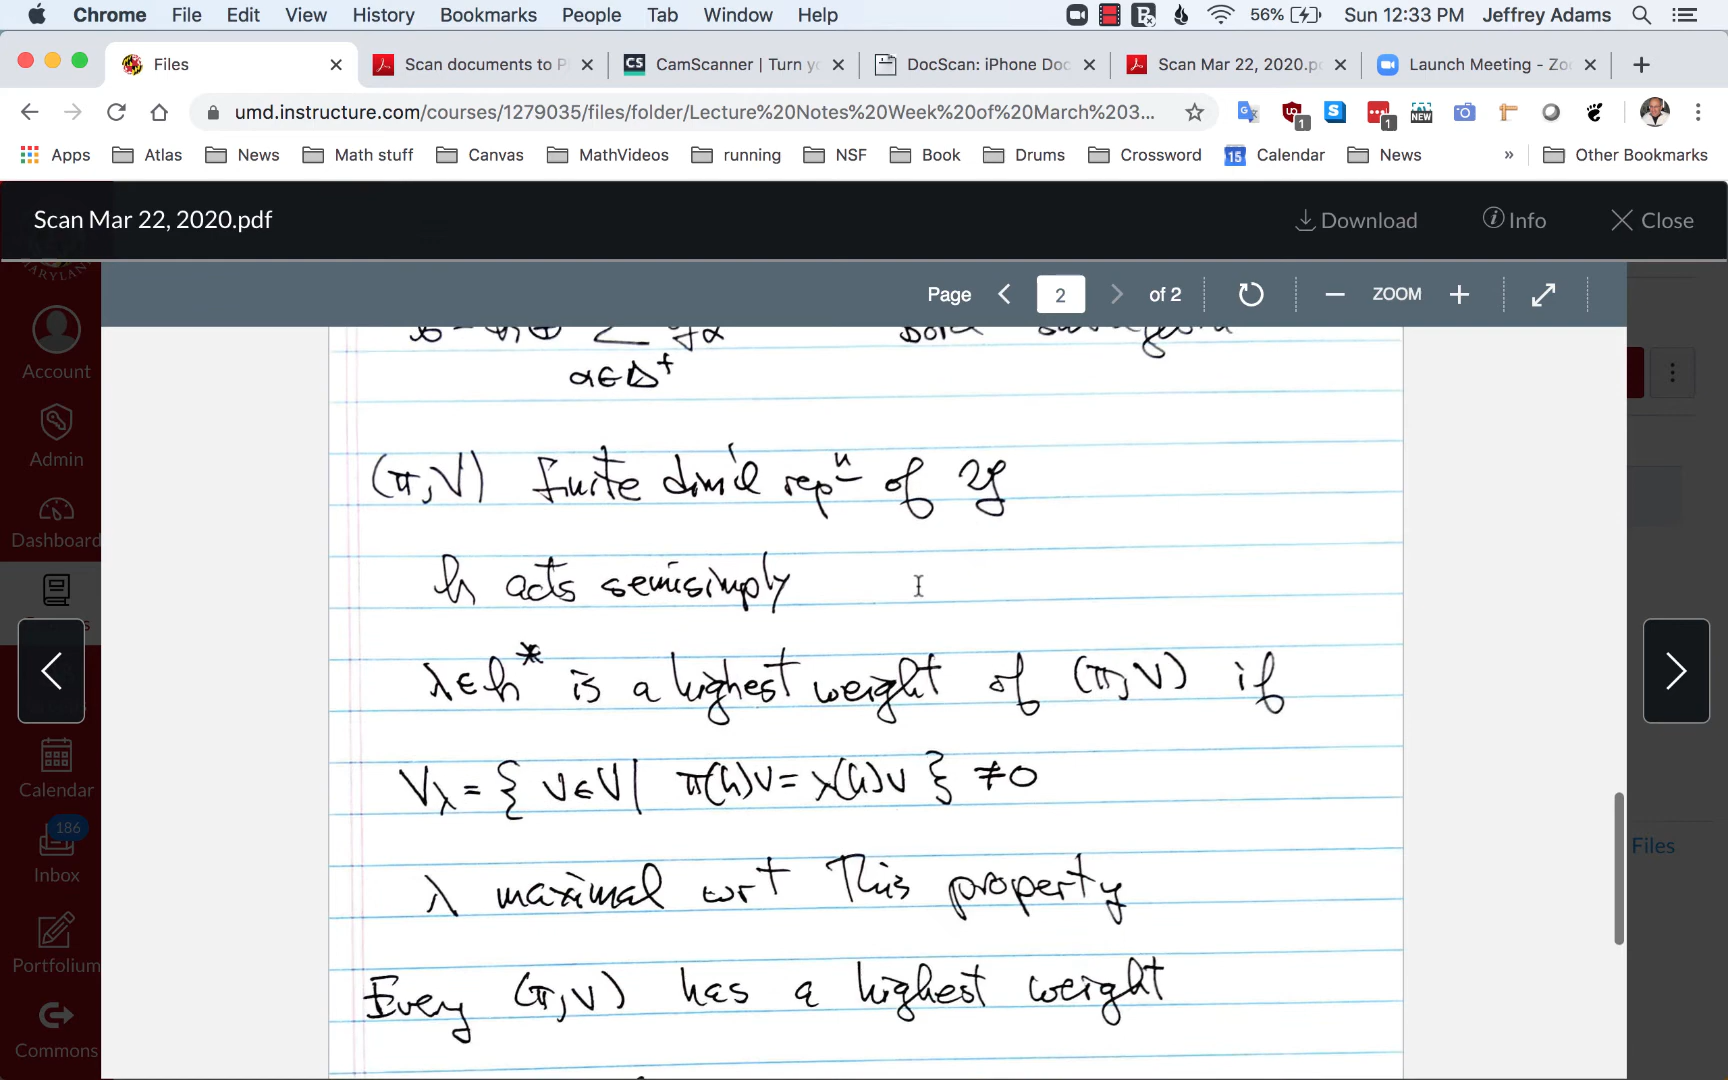 Chrome File Edit View History Bookmarks People Tab Window Help 56% Sun 12:33 PM Jeffrey Adams
Files Scan documents to P CamScanner | Turn yo DocScan: iPhone Doc Scan Mar 22, 2020.p Launch Meeting - Zo
umd.instructure.com/courses/1279035/files/folder/Lecture%20Notes%20Week%20of%20March%203...
Apps Atlas News Math stuff Canvas MathVideos running NSF Book Drums Crossword 15 Calendar News » Other Bookmarks
Scan Mar 22, 2020.pdf Download Info Close
Page 2 of 2 ZOOM
α∈Δ⁺
(π,V) Finite dim'l repⁿ of 𝔤
h acts semisimply
λ∈h* is a highest weight of (π,V) if
V_λ = { v∈V | π(h)v = λ(h)v } ≠0
λ maximal wrt This property
Every (π,V) has a highest weight
Account
Admin
Dashboard
Calendar
186
Inbox
Portfolium
Commons
Files